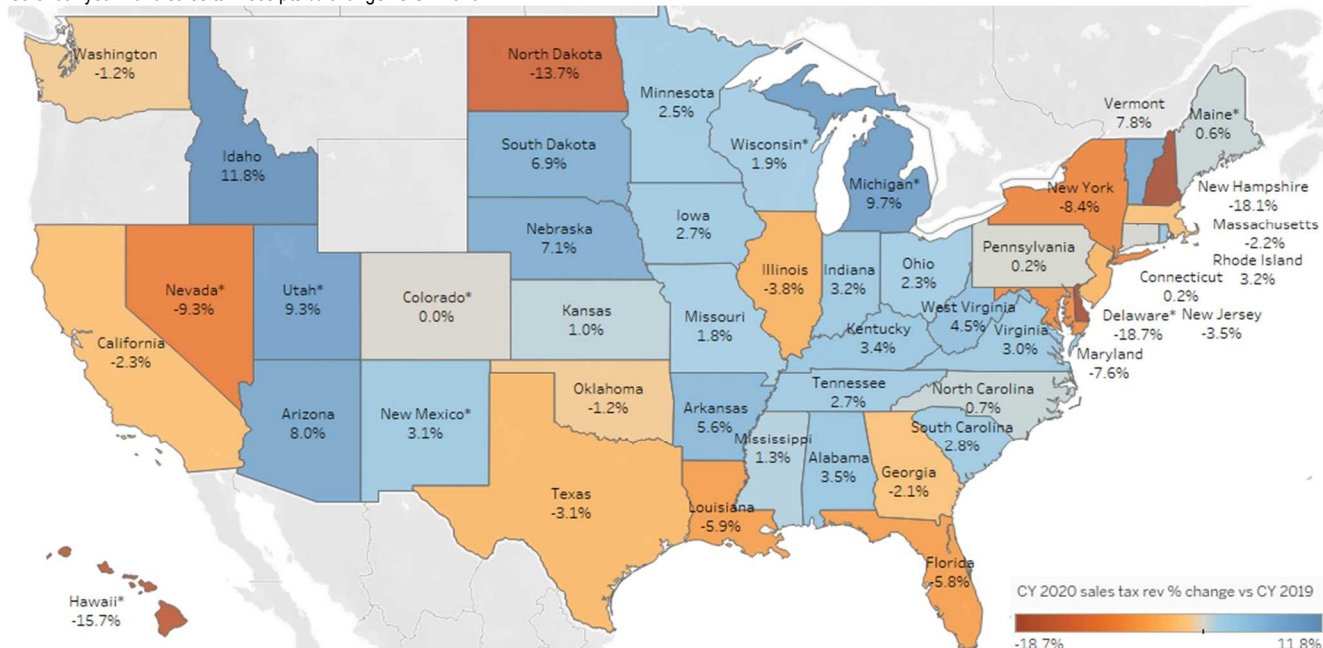 Washington
-1.2%
North Dakota
-13.7%
Minnesota
2.5%
Vermont
7.8%
Maine*
0.6%
Idaho
11.8%
South Dakota
6.9%
Wisconsin*
1.9%
Michigan*
9.7%
New York
-8.4%
New Hampshire
-18.1%
Massachusetts
-2.2%
Rhode Island
3.2%
Connecticut
0.2%
Nebraska
7.1%
Iowa
2.7%
Pennsylvania
0.2%
Nevada*
-9.3%
Utah*
9.3%
Colorado*
0.0%
Kansas
1.0%
Missouri
1.8%
Illinois
-3.8%
Indiana
3.2%
Ohio
2.3%
West Virginia
4.5%
Virginia
3.0%
Delaware*
-18.7%
New Jersey
-3.5%
Maryland
-7.6%
California
-2.3%
Kentucky
3.4%
Tennessee
2.7%
North Carolina
0.7%
Arizona
8.0%
New Mexico*
3.1%
Oklahoma
-1.2%
Arkansas
5.6%
Mississippi
1.3%
Alabama
3.5%
Georgia
-2.1%
South Carolina
2.8%
Texas
-3.1%
Louisiana
-5.9%
Florida
-5.8%
Hawaii*
-15.7%
CY 2020 sales tax rev % change vs CY 2019
-18.7%
11.8%